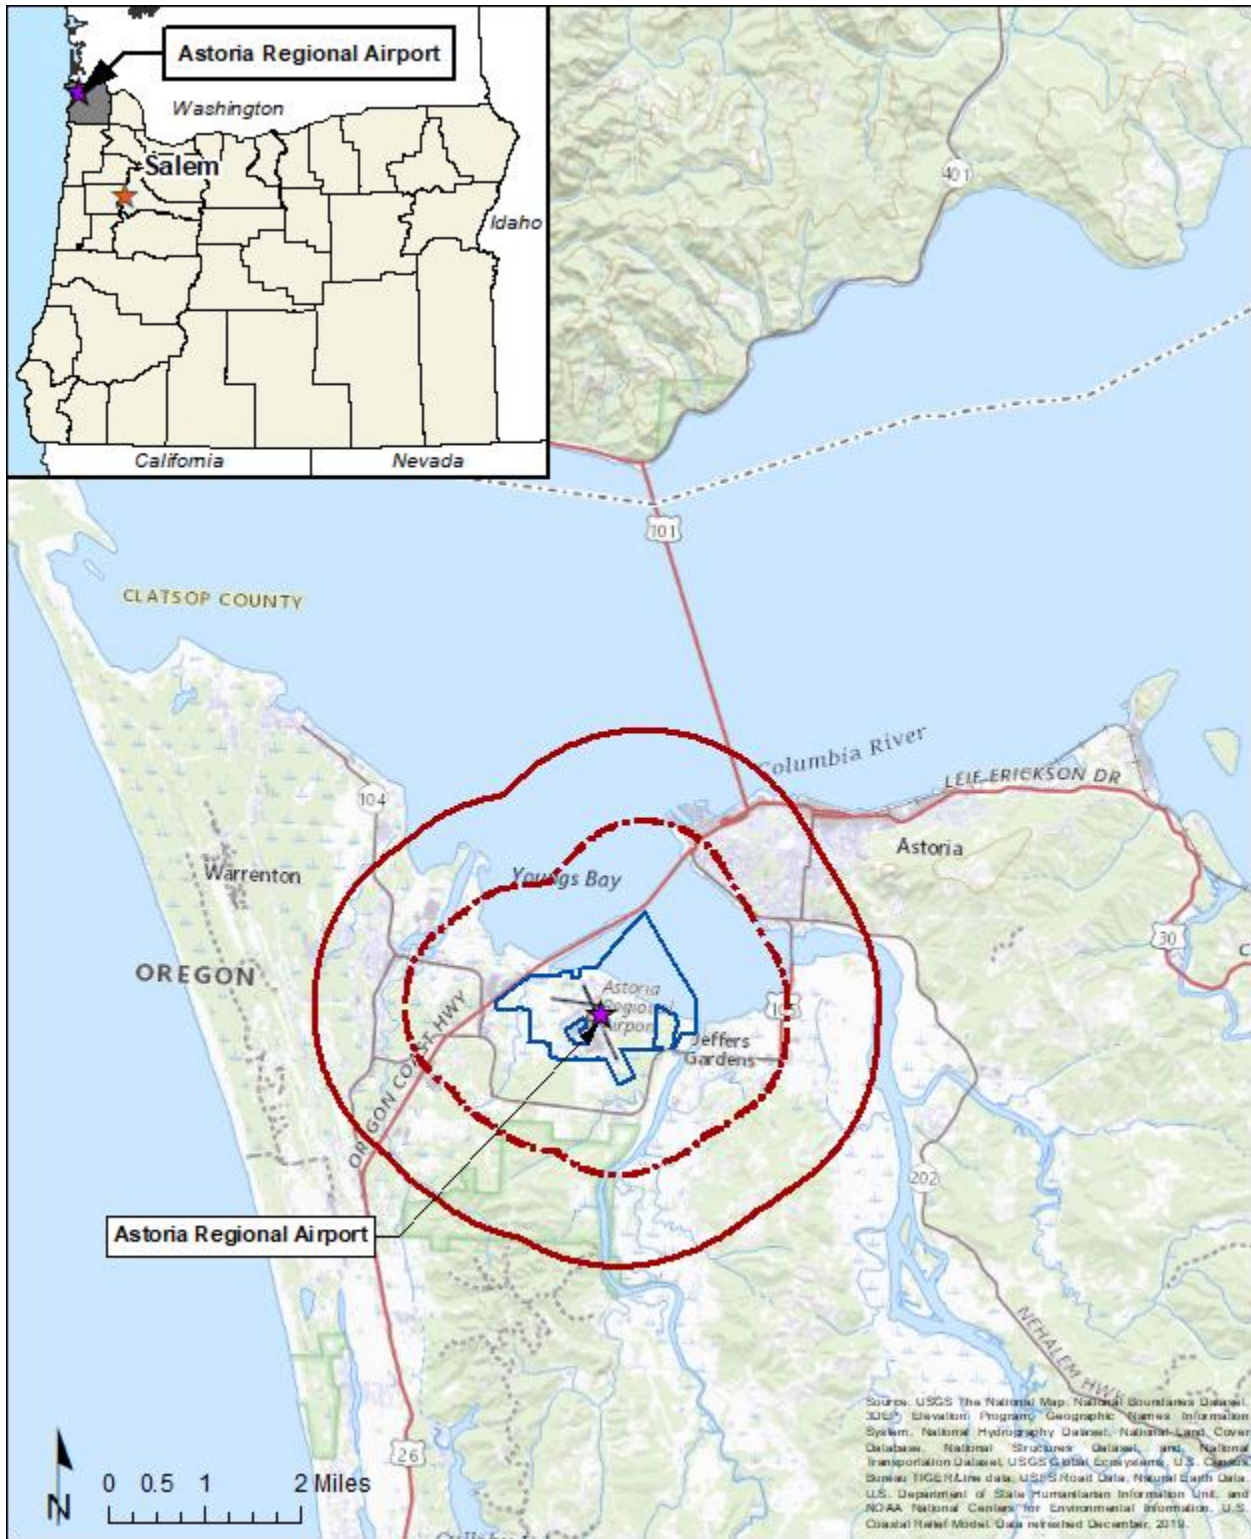 Astoria Regional Airport
Washington
Salem
Idaho
California
Nevada
401
101
CLATSOP COUNTY
Columbia River
LEIF ERICKSON DR
104
Astoria
Warrenton
Youngs Bay
30
OREGON
Astoria
Regional
Airport
105
Jeffers
Gardens
OREGON COAST HWY
202
Astoria Regional Airport
NEHALEM HWY
26
Source: USGS The National Map: National Boundaries Dataset,
3DEP Elevation Program, Geographic Names Information
System, National Hydrography Dataset, National Land Cover
Database, National Structures Dataset, and National
Transportation Dataset; USGS Global Ecosystems; U.S. Census
Bureau TIGER/Line data; USFS Road Data; Natural Earth Data;
U.S. Department of State Humanitarian Information Unit; and
NOAA National Centers for Environmental Information, U.S.
Coastal Relief Model. Data refreshed December, 2019.
N
0 0.5 1 2 Miles